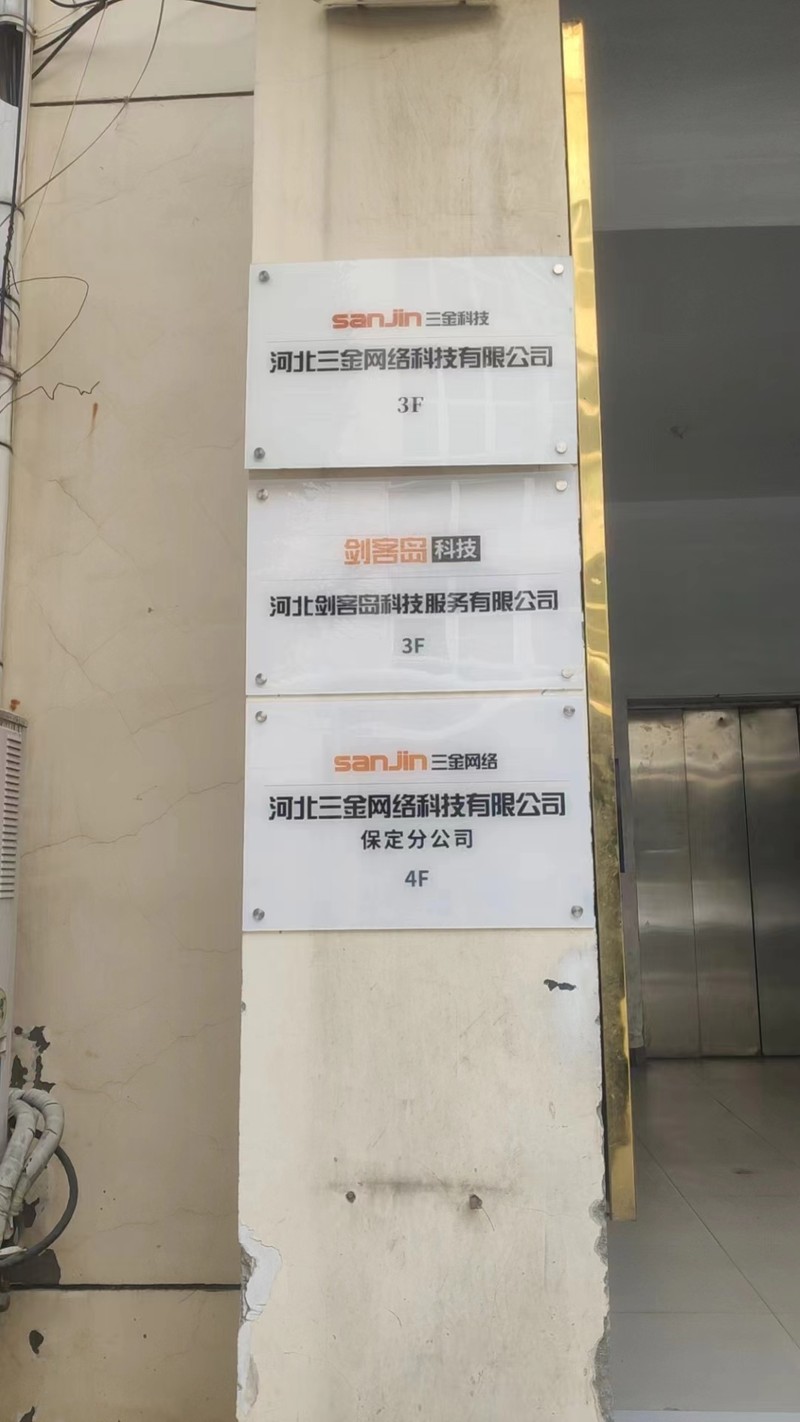 sanJin 三金科技
河北三金网络科技有限公司
3F
剑客岛 科技
河北剑客岛科技服务有限公司
3F
sanJin 三金网络
河北三金网络科技有限公司
保定分公司
4F